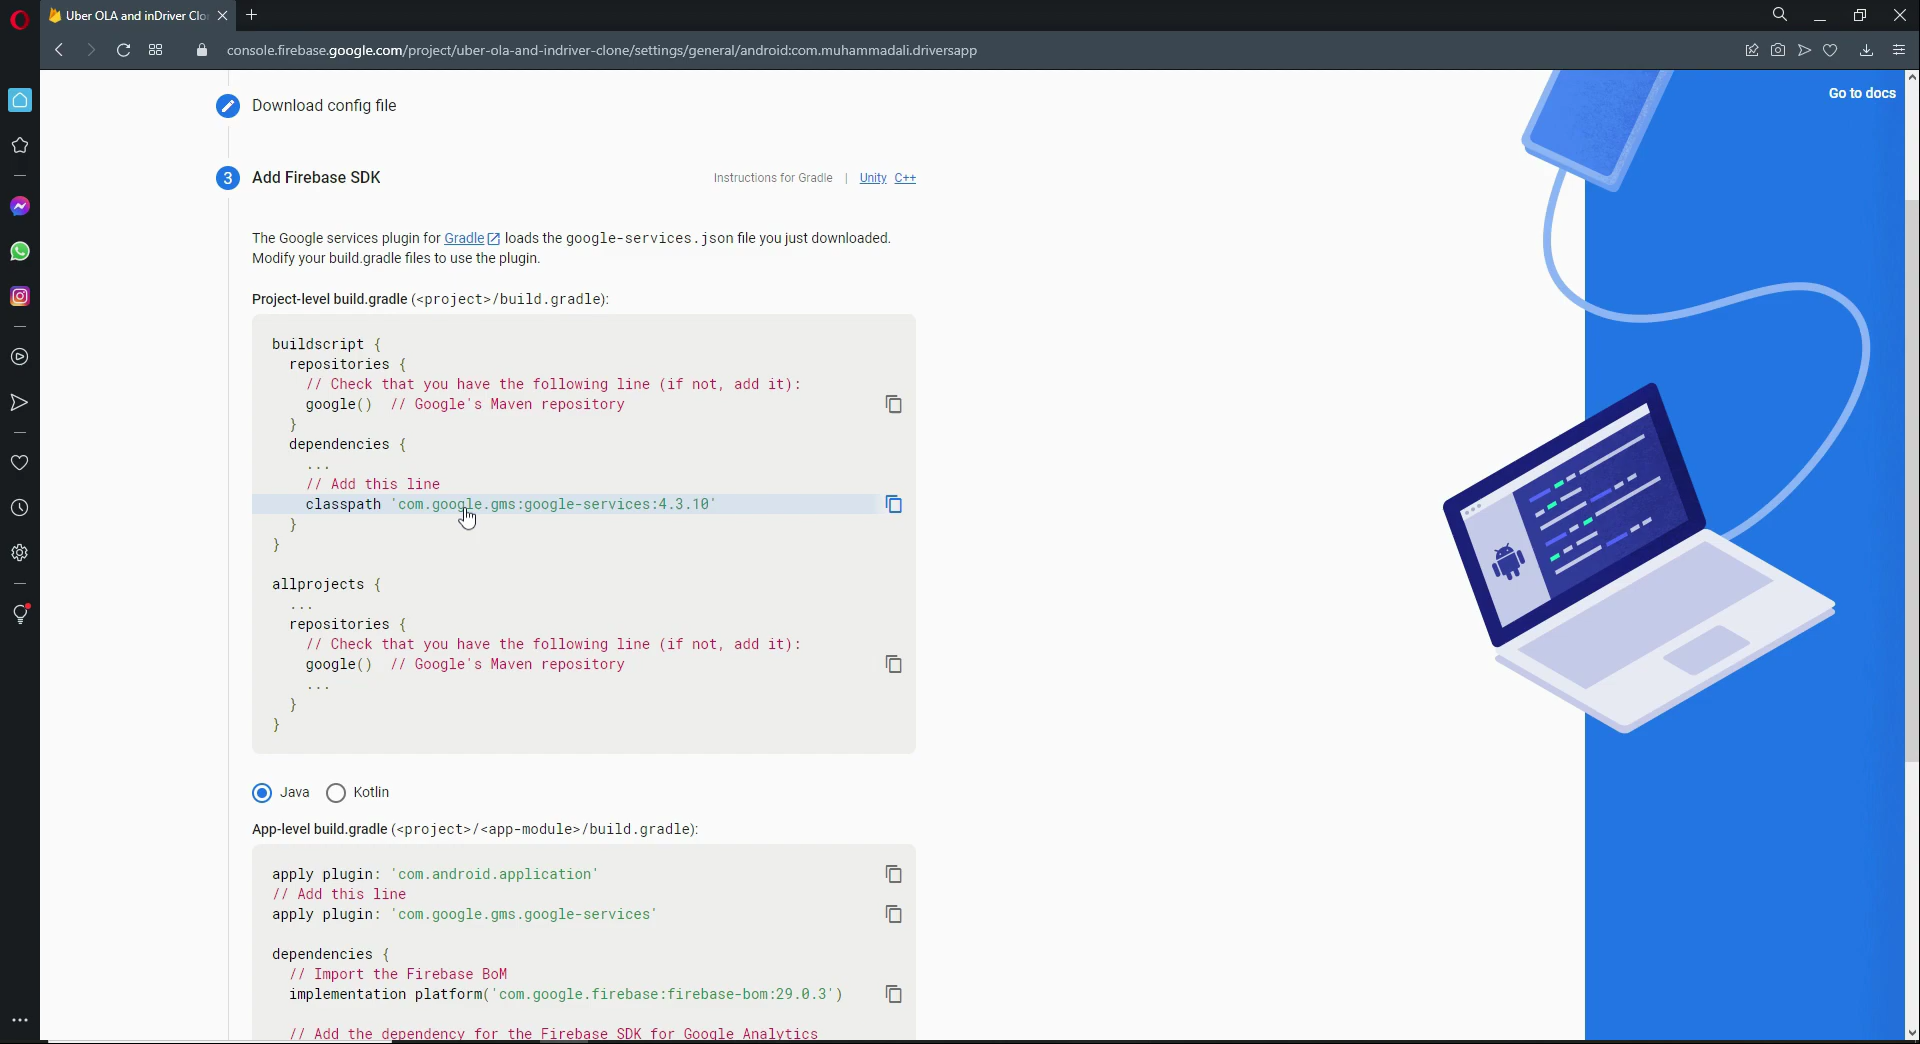 Uber OLA and inDriver Clo
console.firebase.google.com/project/uber-ola-and-indriver-clone/settings/general/android:com.muhammadali.driversapp
Go to docs
Download config file
3 Add Firebase SDK
Instructions for Gradle | Unity C++
The Google services plugin for Gradle loads the google-services.json file you just downloaded.
Modify your build.gradle files to use the plugin.
Project-level build.gradle (<project>/build.gradle):
buildscript {
repositories {
// Check that you have the following line (if not, add it):
google() // Google's Maven repository
}
dependencies {
...
// Add this line
classpath 'com.google.gms:google-services:4.3.10'
}
}
allprojects {
...
repositories {
// Check that you have the following line (if not, add it):
google() // Google's Maven repository
...
}
}
Java Kotlin
App-level build.gradle (<project>/<app-module>/build.gradle):
apply plugin: 'com.android.application'
// Add this line
apply plugin: 'com.google.gms.google-services'
dependencies {
// Import the Firebase BoM
implementation platform('com.google.firebase:firebase-bom:29.0.3')
// Add the dependency for the Firebase SDK for Google Analytics